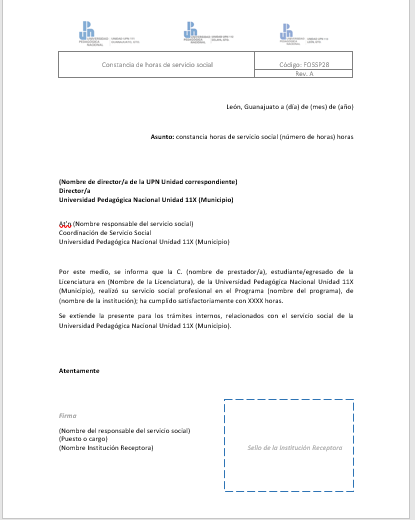 Constancia de horas de servicio social
Código: FOSSP28
Rev. A
León, Guanajuato a (día) de (mes) de (año)
Asunto: constancia horas de servicio social (número de horas) horas
(Nombre de director/a de la UPN Unidad correspondiente)
Director/a
Universidad Pedagógica Nacional Unidad 11X (Municipio)
At'n (Nombre responsable del servicio social)
Coordinación de Servicio Social
Universidad Pedagógica Nacional Unidad 11X (Municipio)
Por este medio, se informa que la C. (nombre de prestador/a), estudiante/egresado de la
Licenciatura en (Nombre de la Licenciatura), de la Universidad Pedagógica Nacional Unidad 11X
(Municipio), realizó su servicio social profesional en el Programa (nombre del programa), de
(nombre de la institución); ha cumplido satisfactoriamente con XXXX horas.
Se extiende la presente para los trámites internos, relacionados con el servicio social de la
Universidad Pedagógica Nacional Unidad 11X (Municipio).
Atentamente
Firma
(Nombre del responsable del servicio social)
(Puesto o cargo)
(Nombre Institución Receptora)
Sello de la Institución Receptora